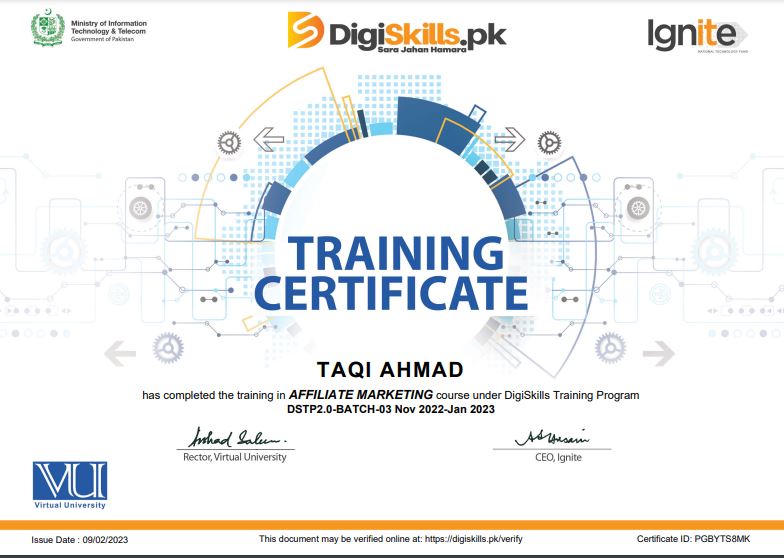 Ministry of Information
Technology & Telecom
Government of Pakistan
DigiSkills.pk
Sara Jahan Hamara
Ignite
NATIONAL TECHNOLOGY FUND
TRAINING
CERTIFICATE
TAQI AHMAD
has completed the training in AFFILIATE MARKETING course under DigiSkills Training Program
DSTP2.0-BATCH-03 Nov 2022-Jan 2023
Rector, Virtual University
CEO, Ignite
VU
Virtual University
Issue Date : 09/02/2023
This document may be verified online at: https://digiskills.pk/verify
Certificate ID: PGBYTS8MK